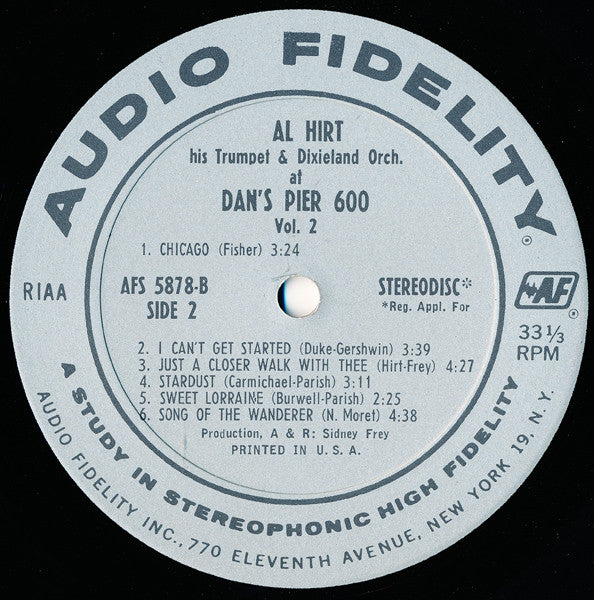 AUDIO FIDELITY®
AL HIRT
his Trumpet & Dixieland Orch.
at
DAN'S PIER 600
Vol. 2
1. CHICAGO (Fisher) 3:24
RIAA
AFS 5878-B
SIDE 2
STEREODISC*
*Reg. Appl. For
AF®
33 1/3
RPM
2. I CAN'T GET STARTED (Duke-Gershwin) 3:39
3. JUST A CLOSER WALK WITH THEE (Hirt-Frey) 4:27
4. STARDUST (Carmichael-Parish) 3:11
5. SWEET LORRAINE (Burwell-Parish) 2:25
6. SONG OF THE WANDERER (N. Moret) 4:38
Production, A & R: Sidney Frey
PRINTED IN U. S. A.
A STUDY IN STEREOPHONIC HIGH FIDELITY
AUDIO FIDELITY INC., 770 ELEVENTH AVENUE, NEW YORK 19, N. Y.